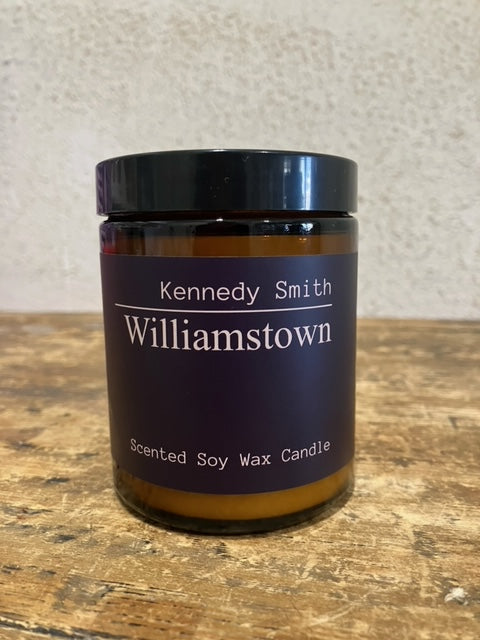 Kennedy Smith
Williamstown
Scented Soy Wax Candle